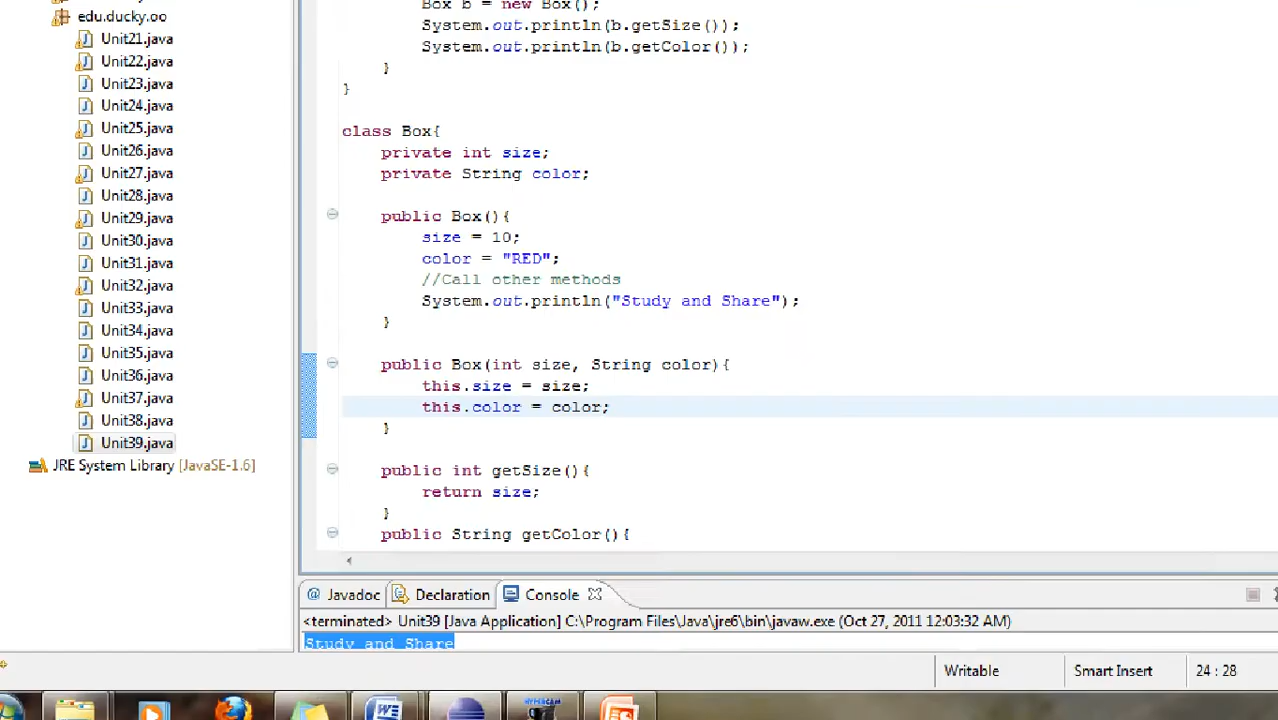 edu.ducky.oo
Unit21.java
Unit22.java
Unit23.java
Unit24.java
Unit25.java
Unit26.java
Unit27.java
Unit28.java
Unit29.java
Unit30.java
Unit31.java
Unit32.java
Unit33.java
Unit34.java
Unit35.java
Unit36.java
Unit37.java
Unit38.java
Unit39.java
JRE System Library [JavaSE-1.6]
Box b = new Box();
System.out.println(b.getSize());
System.out.println(b.getColor());
}
}
class Box{
private int size;
private String color;
public Box(){
size = 10;
color = "RED";
//Call other methods
System.out.println("Study and Share");
}
public Box(int size, String color){
this.size = size;
this.color = color;
}
public int getSize(){
return size;
}
public String getColor(){
@ Javadoc Declaration Console
<terminated> Unit39 [Java Application] C:\Program Files\Java\jre6\bin\javaw.exe (Oct 27, 2011 12:03:32 AM)
Study and Share
Writable Smart Insert 24 : 28